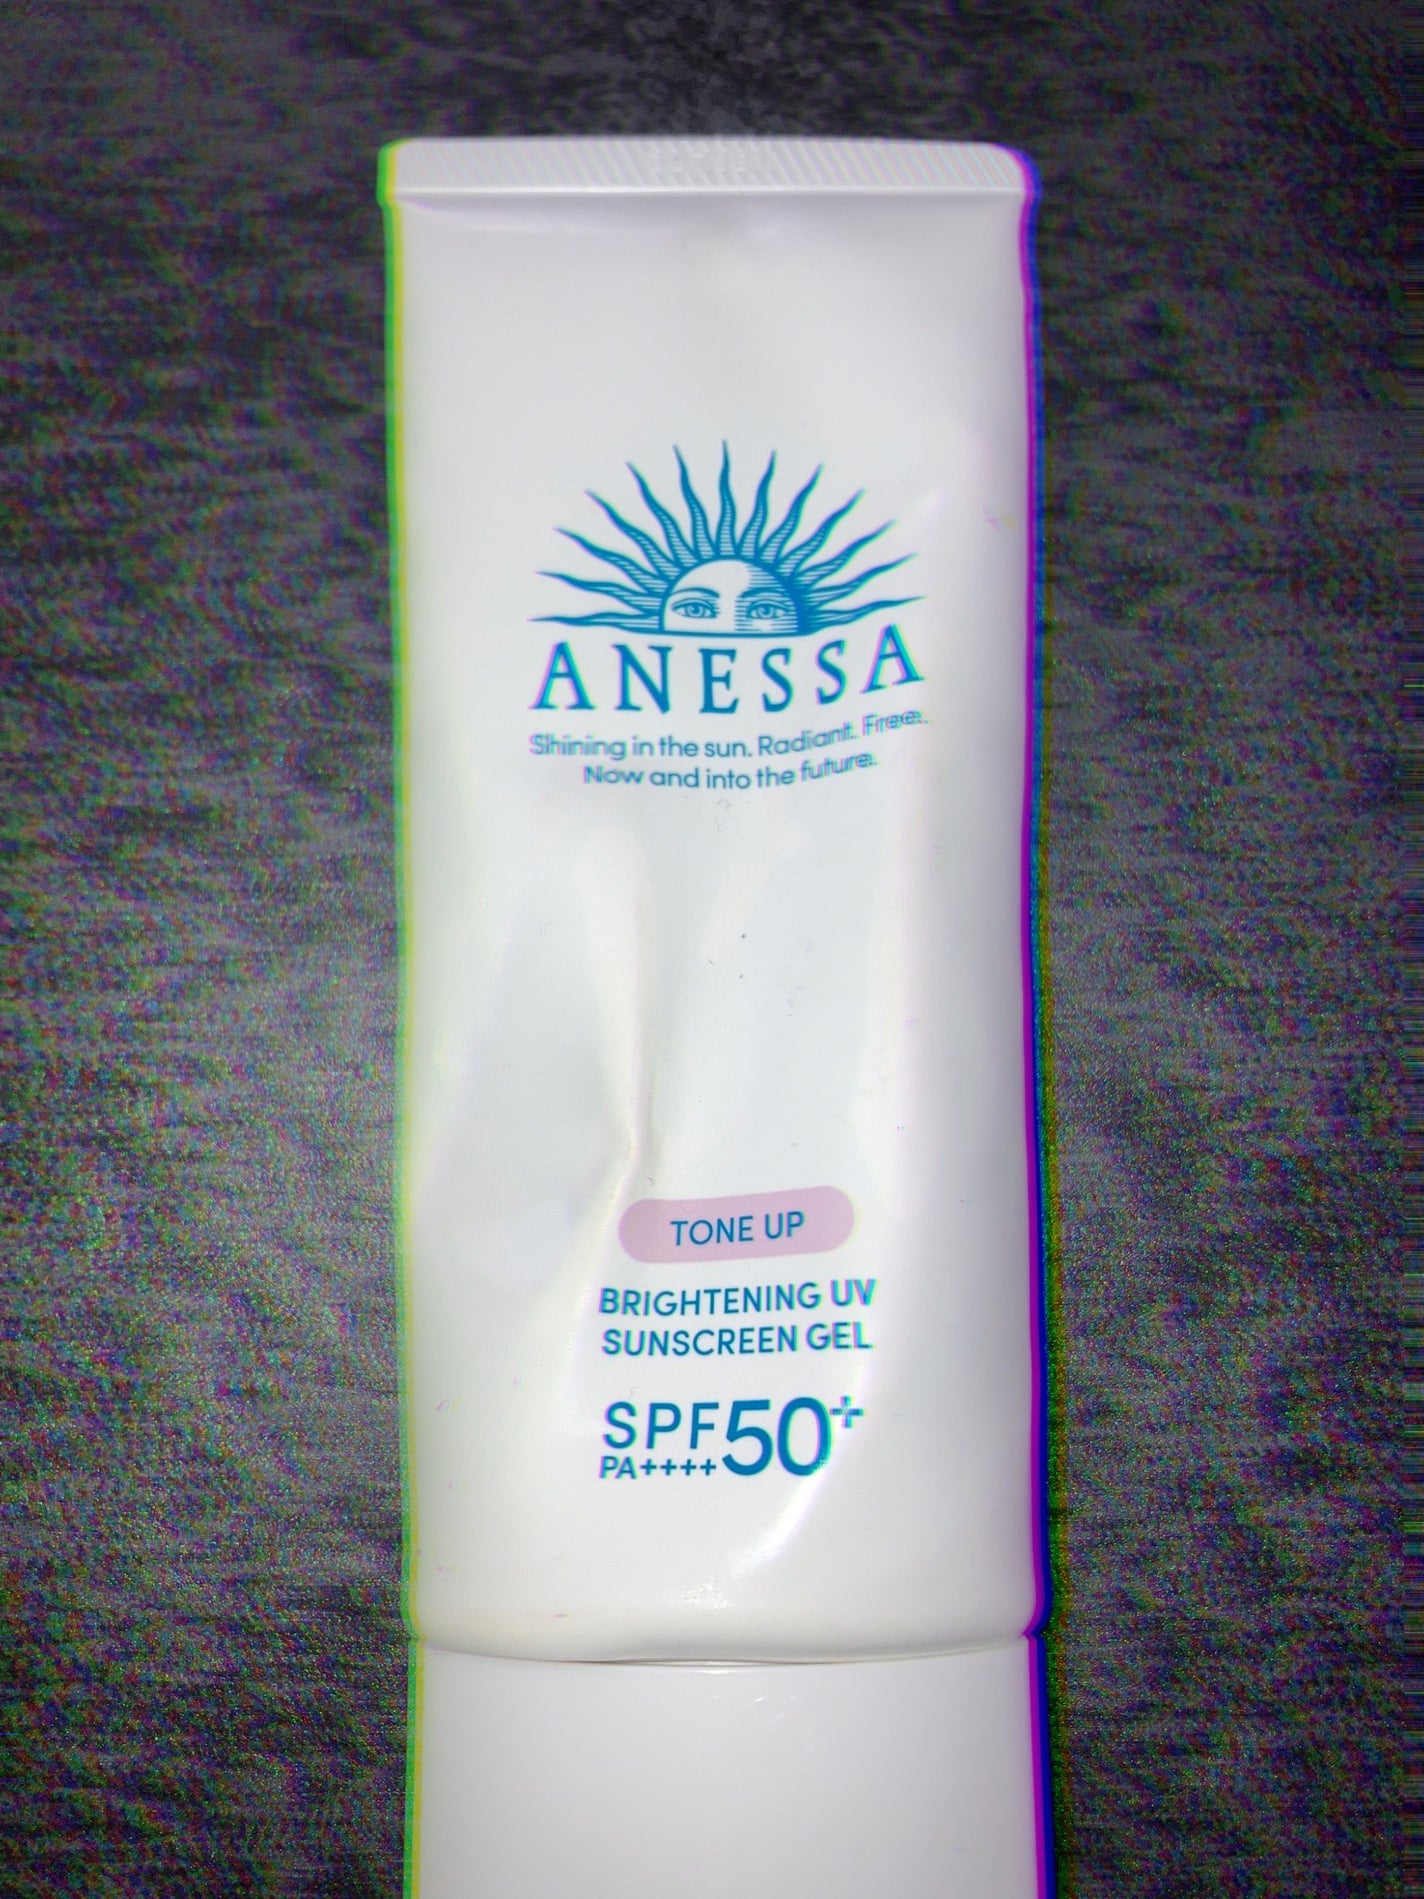 ANESSA
Shining in the sun. Radiant. Free.
Now and into the future.
TONE UP
BRIGHTENING UV
SUNSCREEN GEL
SPF50+
PA++++